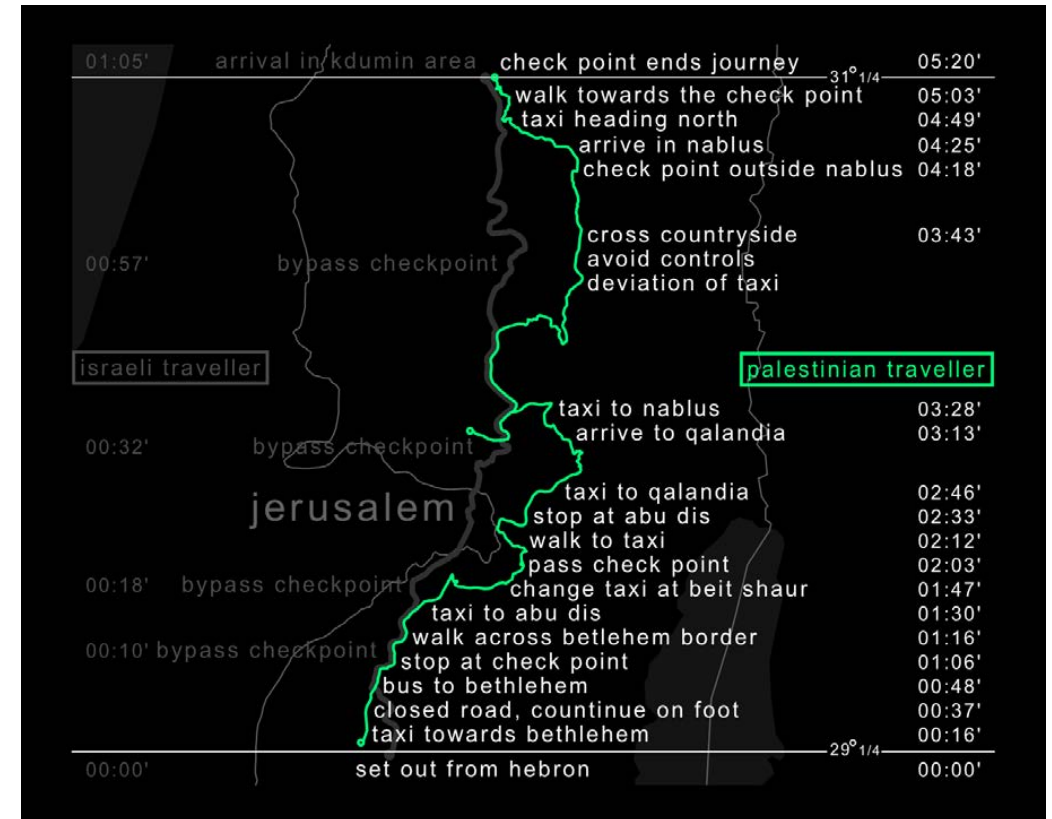 01:05' arrival in kdumin area check point ends journey 05:20'
31° 1/4
walk towards the check point 05:03'
taxi heading north 04:49'
arrive in nablus 04:25'
check point outside nablus 04:18'
cross countryside 03:43'
avoid controls
00:57' bypass checkpoint
deviation of taxi
israeli traveller palestinian traveller
taxi to nablus 03:28'
arrive to qalandia 03:13'
00:32' bypass checkpoint
taxi to qalandia 02:46'
jerusalem
stop at abu dis 02:33'
walk to taxi 02:12'
pass check point 02:03'
00:18' bypass checkpoint change taxi at beit shaur 01:47'
taxi to abu dis 01:30'
walk across betlehem border 01:16'
00:10' bypass checkpoint
stop at check point 01:06'
bus to bethlehem 00:48'
closed road, countinue on foot 00:37'
taxi towards bethlehem 00:16'
29° 1/4
00:00' set out from hebron 00:00'